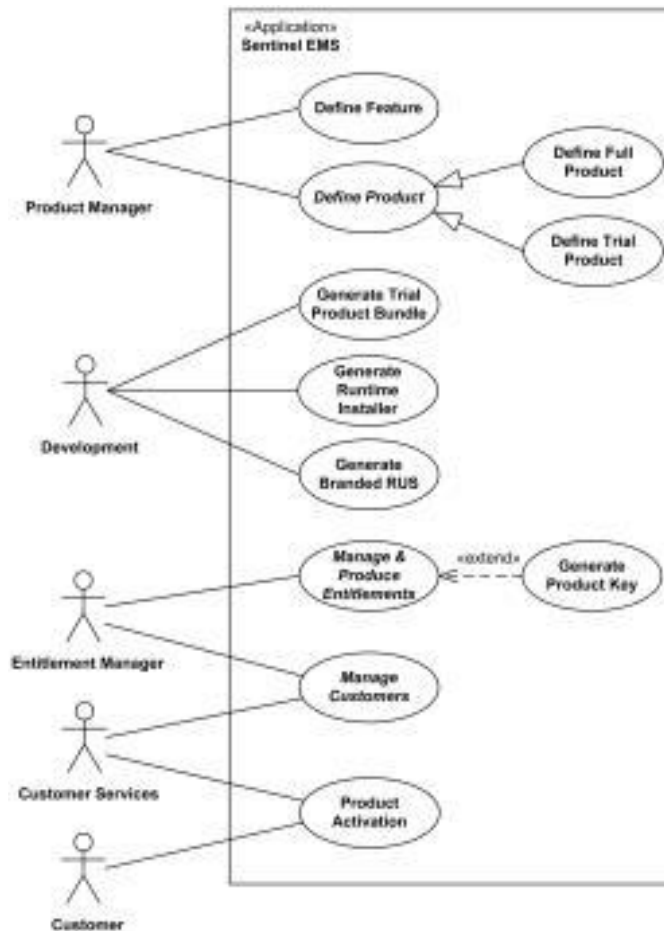 «Application»
Sentinel EMS
Define Feature
Define Full
Product
Define Product
Product Manager
Define Trial
Product
Generate Trial
Product Bundle
Generate
Runtime
Installer
Development
Generate
Branded RUS
Manage &
Produce
Entitlements
«extend»
Generate
Product Key
Entitlement Manager
Manage
Customers
Customer Services
Product
Activation
Customer